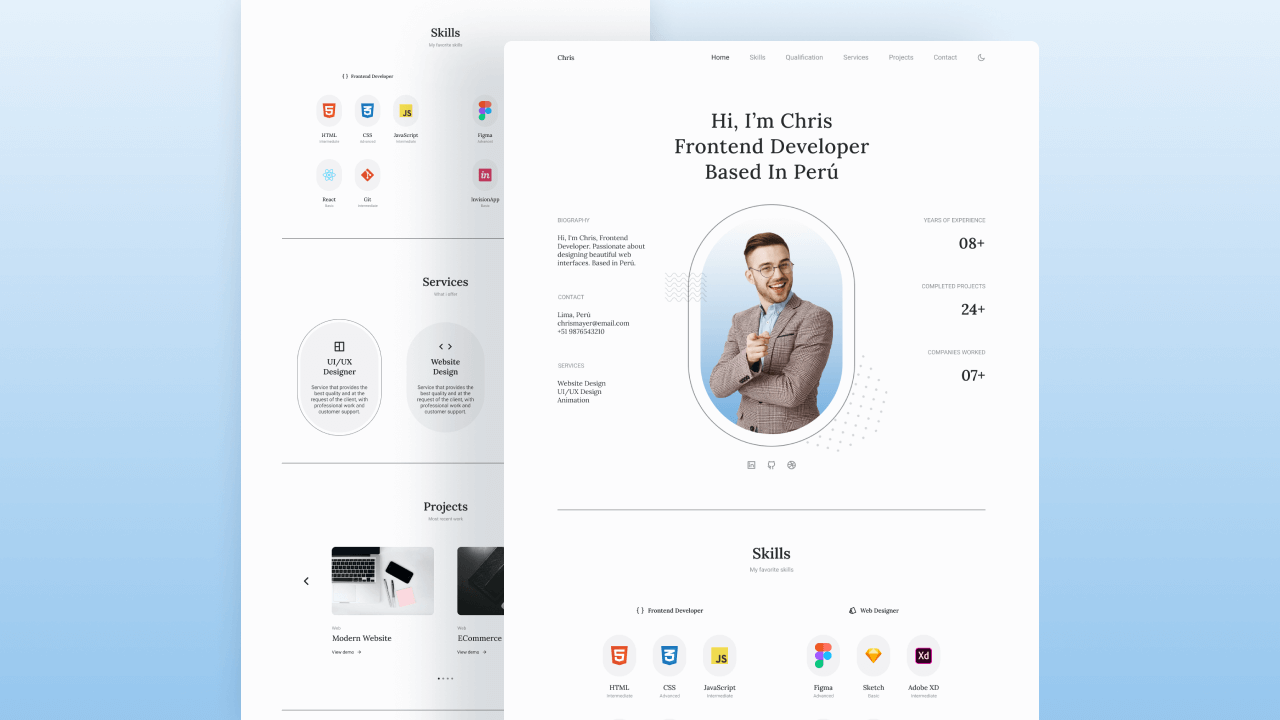 Skills
My favorite skills
Frontend Developer
HTML
Intermediate
CSS
Advanced
JavaScript
Intermediate
Figma
Advanced
React
Basic
Git
Intermediate
InvisionApp
Basic
Services
What I offer
UI/UX
Designer
Service that provides the
best quality and at the
request of the client, with
professional work and
customer support.
Website
Design
Service that provides the
best quality and at the
request of the client, with
professional work and
customer support.
Projects
Most recent work
Web
Modern Website
View demo
Web
ECommerce
View demo
Chris
Home
Skills
Qualification
Services
Projects
Contact
Hi, I’m Chris
Frontend Developer
Based In Perú
BIOGRAPHY
Hi, I'm Chris, Frontend
Developer. Passionate about
designing beautiful web
interfaces. Based in Perú.
CONTACT
Lima, Perú
chrismayer@email.com
+51 9876543210
SERVICES
Website Design
UI/UX Design
Animation
YEARS OF EXPERIENCE
08+
COMPLETED PROJECTS
24+
COMPANIES WORKED
07+
Skills
My favorite skills
Frontend Developer
JS
HTML
Intermediate
CSS
Advanced
JavaScript
Intermediate
Web Designer
Xd
Figma
Advanced
Sketch
Basic
Adobe XD
Intermediate